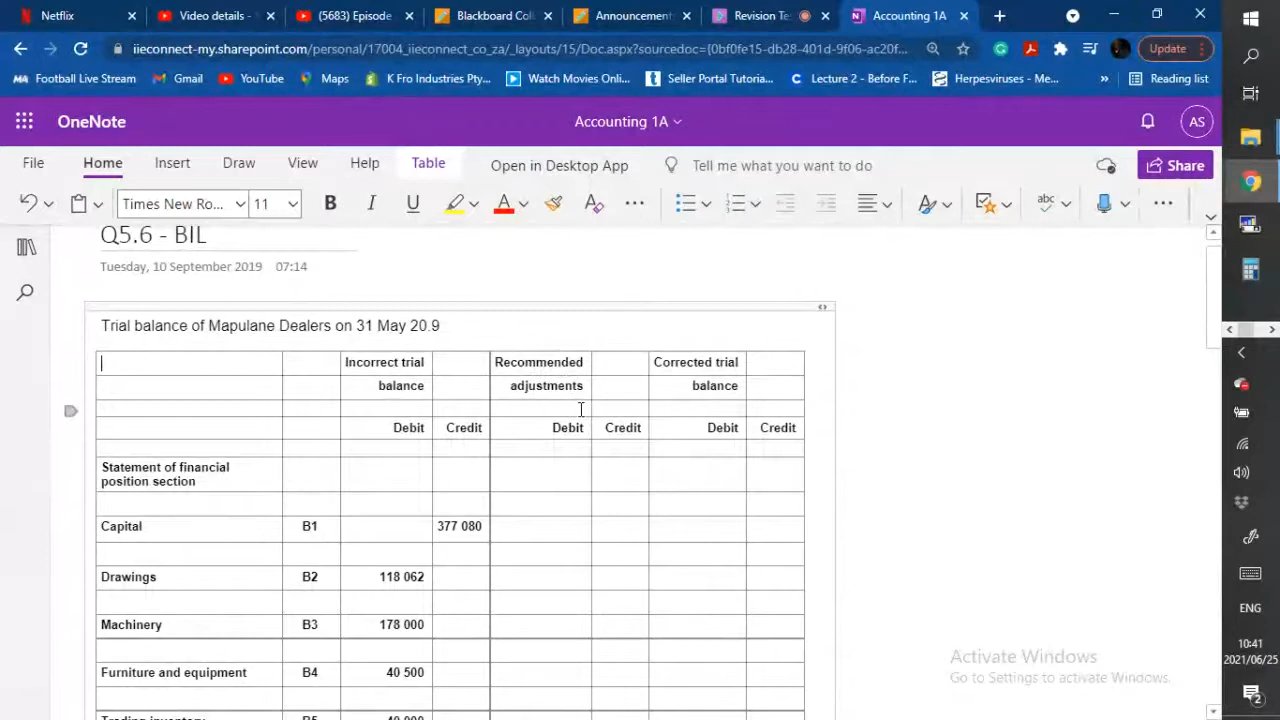 Netflix
Video details -
(5683) Episode
Blackboard Coll
Announcement
Revision Te
Accounting 1A
iieconnect-my.sharepoint.com/personal/17004_iieconnect_co_za/_layouts/15/Doc.aspx?sourcedoc={0bf0fe15-db28-401d-9f06-ac20f...
Update
Football Live Stream
Gmail
YouTube
Maps
K Fro Industries Pty...
Watch Movies Onli...
Seller Portal Tutoria...
Lecture 2 - Before F...
Herpesviruses - Me...
»
Reading list
OneNote
Accounting 1A
AS
File
Home
Insert
Draw
View
Help
Table
Open in Desktop App
Tell me what you want to do
Share
Times New Ro...
11
B
I
U
Q5.6 - BIL
Tuesday, 10 September 2019 07:14
Trial balance of Mapulane Dealers on 31 May 20.9
Incorrect trial Recommended Corrected trial
balance adjustments balance
Debit Credit Debit Credit Debit Credit
Statement of financial
position section
Capital B1 377 080
Drawings B2 118 062
Machinery B3 178 000
Furniture and equipment B4 40 500
Trading inventory B5 40 000
Activate Windows
Go to Settings to activate Windows.
ENG
10:41
2021/06/25
2